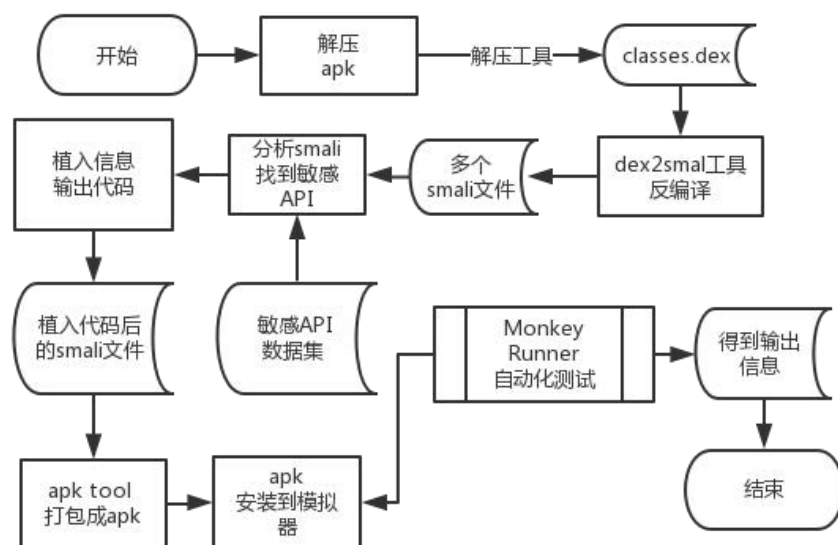 开始
解压
apk
解压工具
classes.dex
植入信息
输出代码
分析smali
找到敏感
API
多个
smali文件
dex2smal工具
反编译
植入代码后
的smali文件
敏感API
数据集
Monkey
Runner
自动化测试
得到输出
信息
apk tool
打包成apk
apk
安装到模拟
器
结束